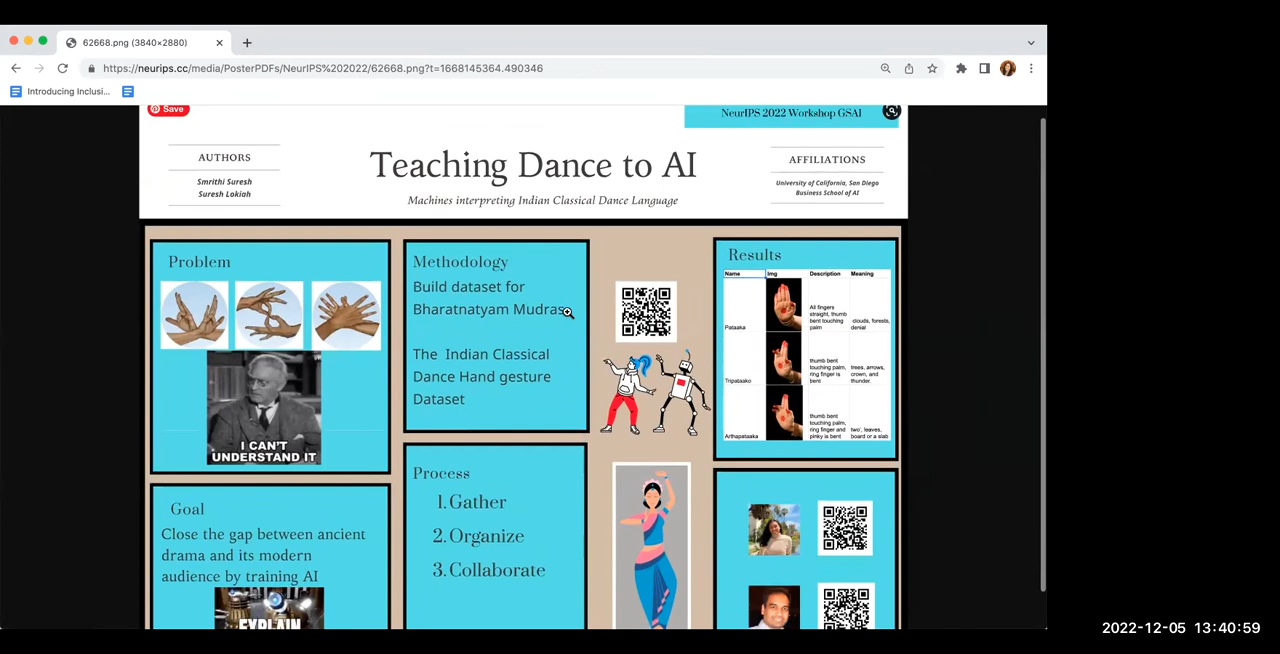 62668.png (3840×2880)
https://neurips.cc/media/PosterPDFs/NeurIPS%202022/62668.png?t=1668145364.490346
Introducing Inclusi...
Save
NeurIPS 2022 Workshop GSAI
AUTHORS
Smrithi Suresh
Suresh Lokiah
Teaching Dance to AI
Machines interpreting Indian Classical Dance Language
AFFILIATIONS
University of California, San Diego
Business School of AI
Problem
I CAN'T
UNDERSTAND IT
Goal
Close the gap between ancient
drama and its modern
audience by training AI
EXPLAIN
Methodology
Build dataset for
Bharatnatyam Mudras
The Indian Classical
Dance Hand gesture
Dataset
Process
1. Gather
2. Organize
3. Collaborate
Results
Name Img Description Meaning
Pataaka
All fingers
straight, thumb
bent touching
palm
clouds, forests,
denial
Tripataako
thumb bent
touching palm,
ring finger is
bent
trees, arrows,
crown, and
thunder.
Arthapataaka
thumb bent
touching palm,
ring finger and
pinky is bent
two', leaves,
board or a slab
2022-12-05 13:40:59